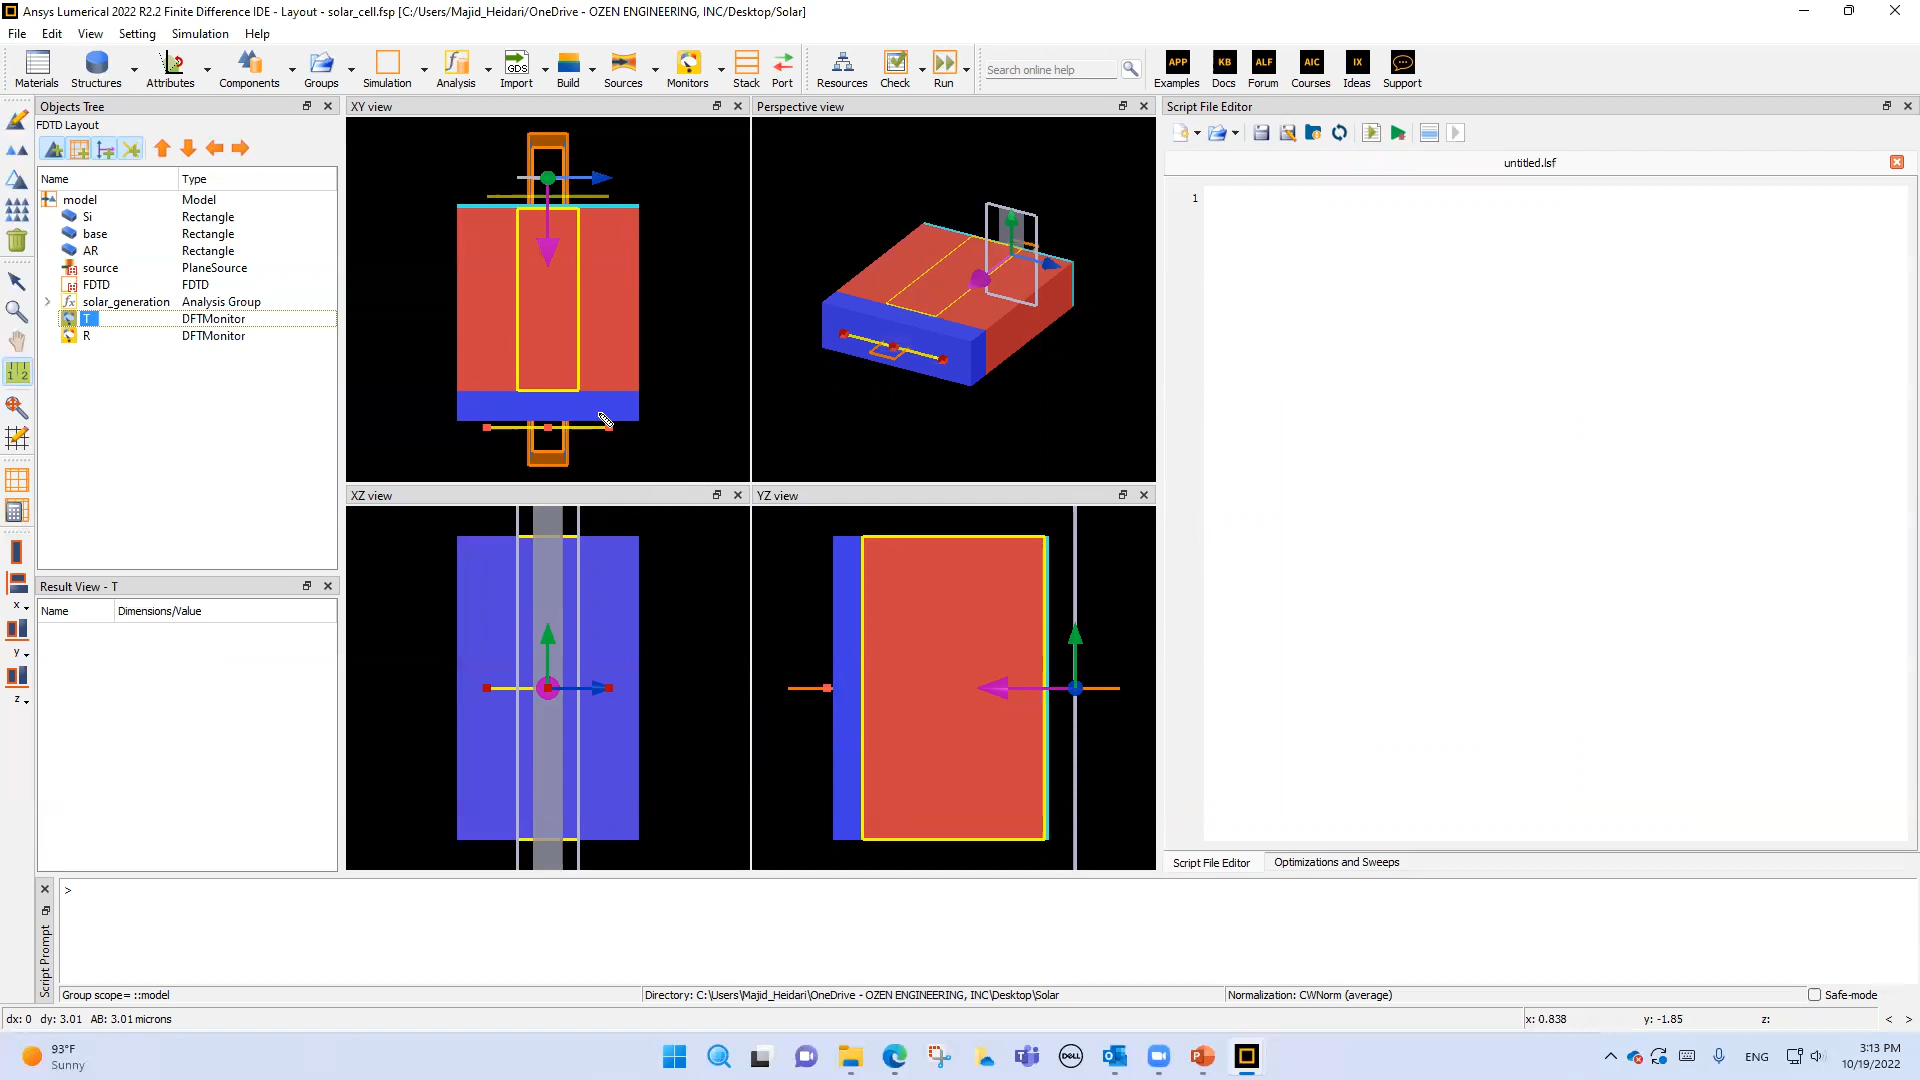 Ansys Lumerical 2022 R2.2 Finite Difference IDE - Layout - solar_cell.fsp [C:/Users/Majid_Heidari/OneDrive - OZEN ENGINEERING, INC/Desktop/Solar]
File Edit View Setting Simulation Help
GDS APP KB ALF AIC IX
Search online help
Materials Structures Attributes Components Groups Simulation Analysis Import Build Sources Monitors Stack Port Resources Check Run Examples Docs Forum Courses Ideas Support
Objects Tree
XY view
Perspective view
Script File Editor
FDTD Layout
untitled.lsf
Name Type
1
model Model
Si Rectangle
base Rectangle
AR Rectangle
source PlaneSource
FDTD FDTD
fx solar_generation Analysis Group
T DFTMonitor
R DFTMonitor
1 2
XZ view
YZ view
Result View - T
Name Dimensions/Value
x
y
z
Script File Editor Optimizations and Sweeps
>
Script Prompt
Group scope= ::model
Directory: C:\Users\Majid_Heidari\OneDrive - OZEN ENGINEERING, INC\Desktop\Solar
Normalization: CWNorm (average)
Safe-mode
dx: 0 dy: 3.01 AB: 3.01 microns
x: 0.838 y: -1.85 z: < >
93°F
Sunny
DELL
ENG
3:13 PM
10/19/2022